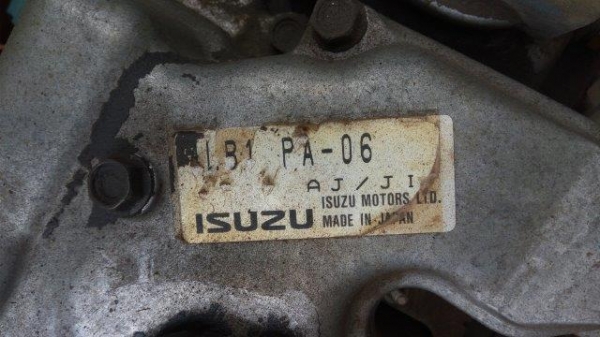 LB1 PA-06
AJ/JI
ISUZU
ISUZU MOTORS LTD.
MADE IN JAPAN